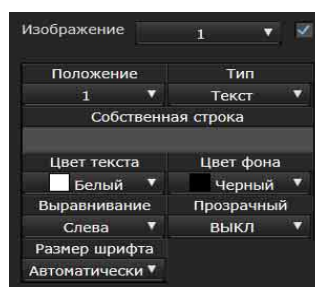 Изображение 1
Положение Тип
1 Текст
Собственная строка
Цвет текста Цвет фона
Белый Черный
Выравнивание Прозрачный
Слева ВЫКЛ
Размер шрифта
Автоматически